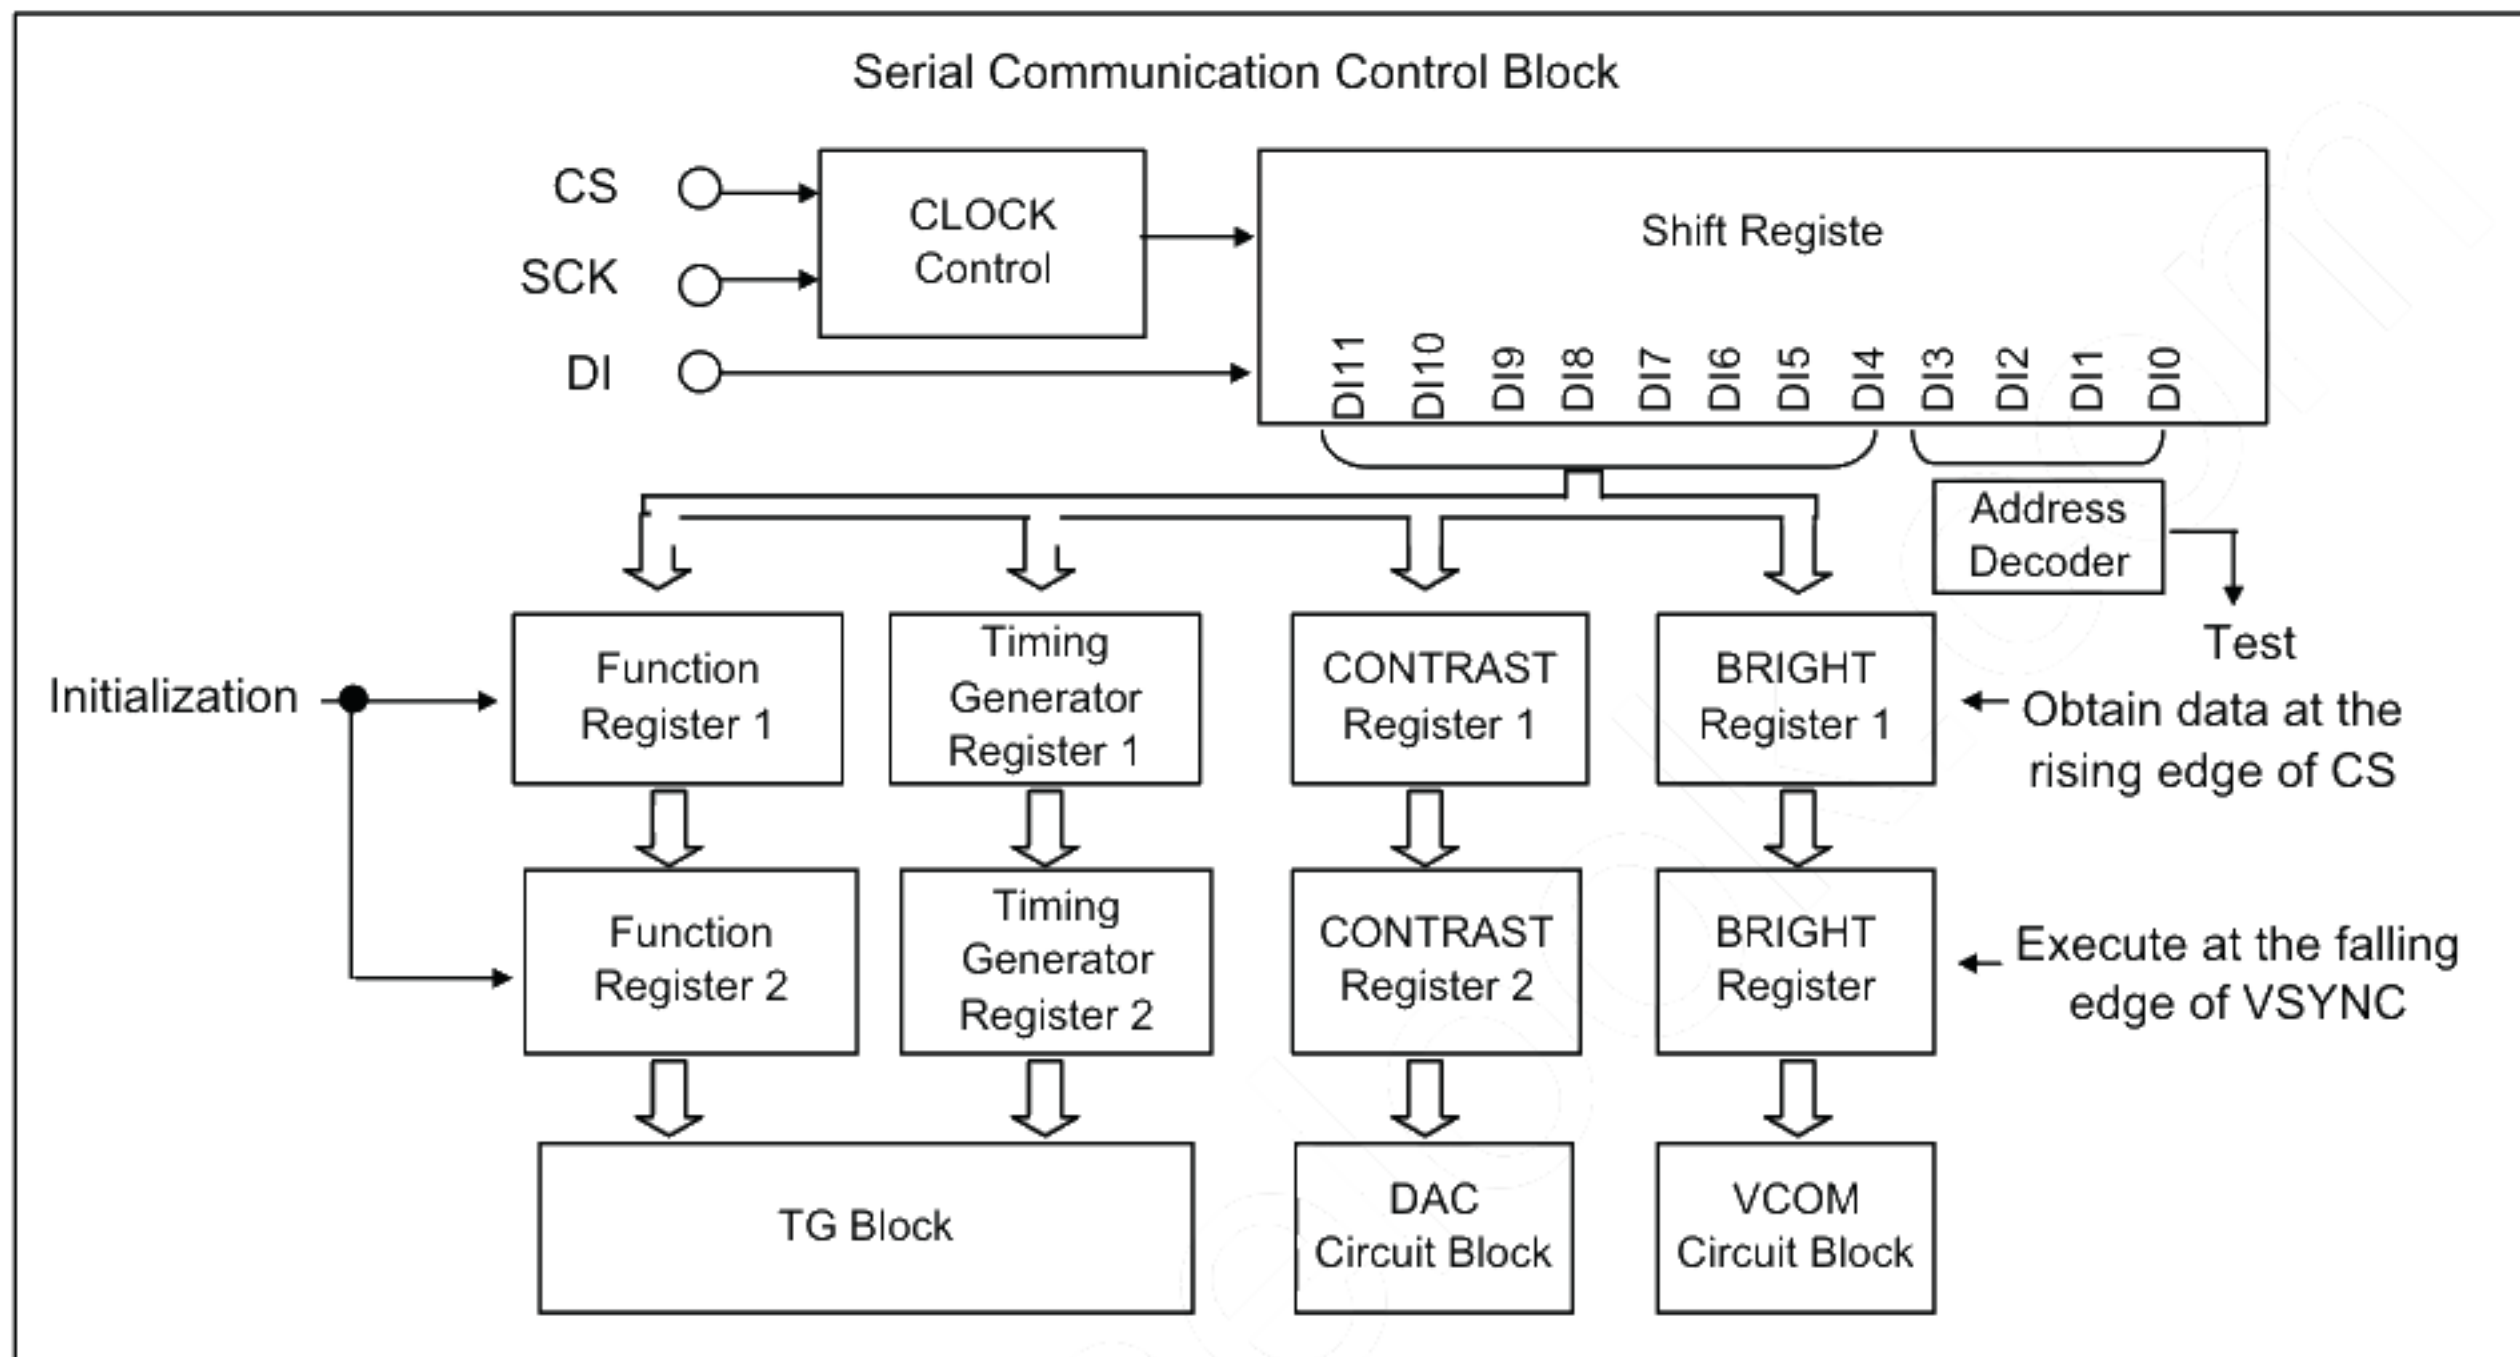 Serial Communication Control Block
CS
SCK
DI
CLOCK
Control
Shift Registe
DI11
DI10
DI9
DI8
DI7
DI6
DI5
DI4
DI3
DI2
DI1
DI0
Address
Decoder
Test
Initialization
Function
Register 1
Timing
Generator
Register 1
CONTRAST
Register 1
BRIGHT
Register 1
Obtain data at the
rising edge of CS
Function
Register 2
Timing
Generator
Register 2
CONTRAST
Register 2
BRIGHT
Register
Execute at the falling
edge of VSYNC
TG Block
DAC
Circuit Block
VCOM
Circuit Block